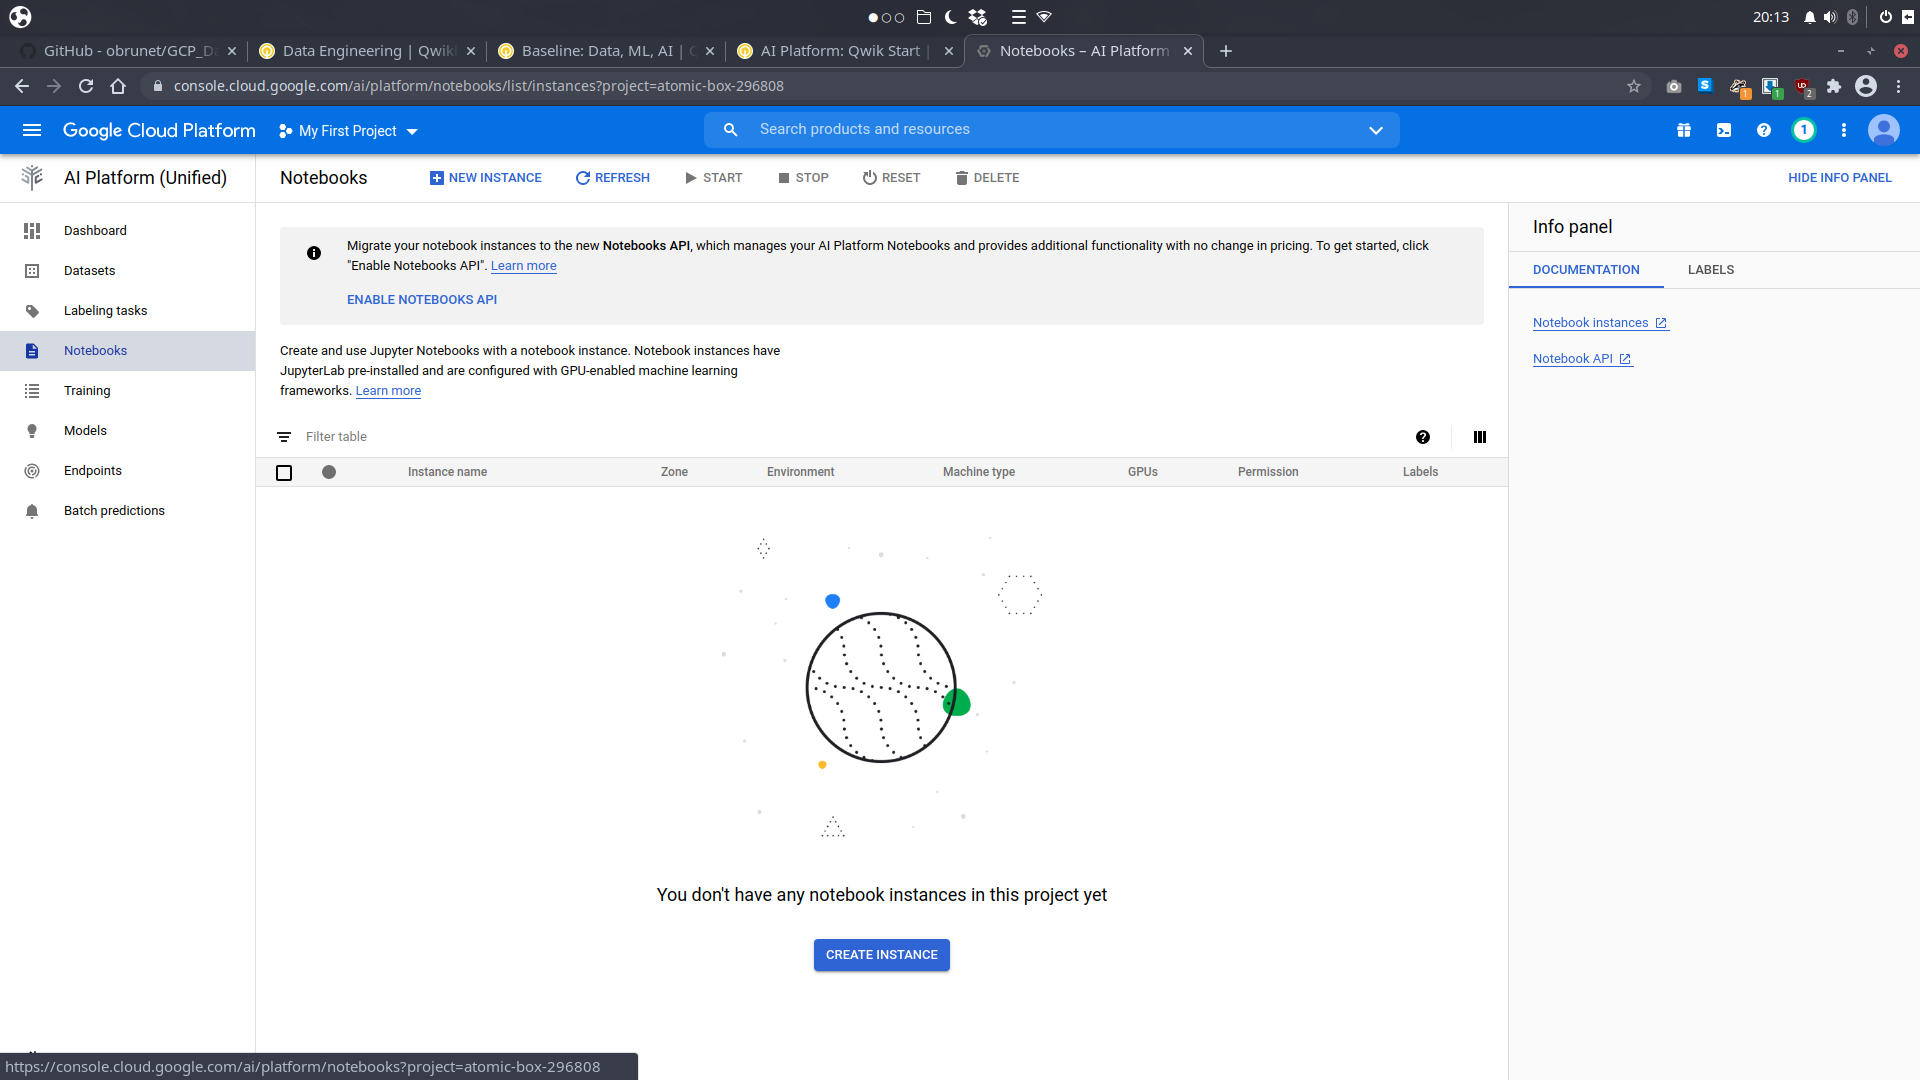 20:13
GitHub - obrunet/GCP_D
Data Engineering | Qwik
Baseline: Data, ML, AI |
AI Platform: Qwik Start |
Notebooks – AI Platform
console.cloud.google.com/ai/platform/notebooks/list/instances?project=atomic-box-296808
1
1
2
Google Cloud Platform
My First Project
Search products and resources
1
AI Platform (Unified)
Notebooks
NEW INSTANCE
REFRESH
START
STOP
RESET
DELETE
HIDE INFO PANEL
Dashboard
Datasets
Labeling tasks
Notebooks
Training
Models
Endpoints
Batch predictions
Migrate your notebook instances to the new Notebooks API, which manages your AI Platform Notebooks and provides additional functionality with no change in pricing. To get started, click
"Enable Notebooks API". Learn more
ENABLE NOTEBOOKS API
Create and use Jupyter Notebooks with a notebook instance. Notebook instances have
JupyterLab pre-installed and are configured with GPU-enabled machine learning
frameworks. Learn more
Filter table
Instance name
Zone
Environment
Machine type
GPUs
Permission
Labels
You don't have any notebook instances in this project yet
CREATE INSTANCE
Info panel
DOCUMENTATION
LABELS
Notebook instances
Notebook API
https://console.cloud.google.com/ai/platform/notebooks?project=atomic-box-296808